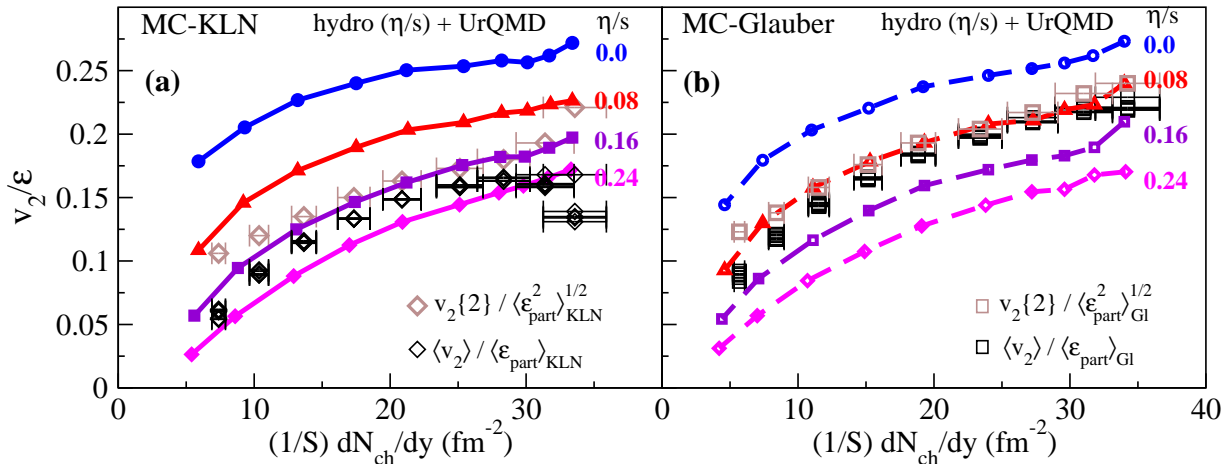 MC-KLN hydro (η/s) + UrQMD η/s
(a)
0.0
0.08
0.16
0.24
v₂{2} / ⟨ε²part⟩^1/2 KLN
⟨v₂⟩ / ⟨εpart⟩KLN
MC-Glauber hydro (η/s) + UrQMD η/s
(b)
0.0
0.08
0.16
0.24
v₂{2} / ⟨ε²part⟩^1/2 Gl
⟨v₂⟩ / ⟨εpart⟩Gl
v₂/ε
0.25
0.2
0.15
0.1
0.05
0
0 10 20 30 0 10 20 30 40
(1/S) dNch/dy (fm⁻²) (1/S) dNch/dy (fm⁻²)